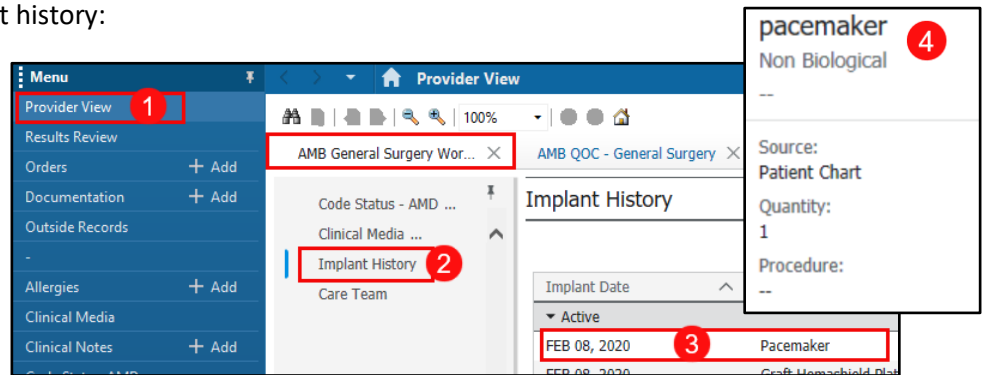 t history:
Menu
Provider View 1
Results Review
Orders + Add
Documentation + Add
Outside Records
-
Allergies + Add
Clinical Media
Clinical Notes + Add
Provider View
100%
AMB General Surgery Wor... ×
AMB QOC - General Surgery ×
Code Status - AMD ...
Clinical Media ...
Implant History 2
Care Team
Implant History
Implant Date
Active
FEB 08, 2020 3 Pacemaker
pacemaker 4
Non Biological
--
Source:
Patient Chart
Quantity:
1
Procedure:
--